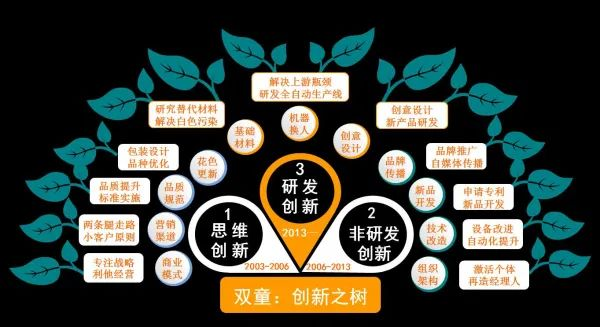 解决上游瓶颈
研发全自动生产线
研究替代材料
解决白色污染
创意设计
新产品研发
机器
换人
基础
材料
创意
设计
包装设计
品种优化
花色
更新
品牌
传播
品牌推广
自媒体传播
3
研发
创新
2013—
品质提升
标准实施
品质
规范
新品
开发
申请专利
新品开发
1
思维
创新
2003-2006
2
非研发
创新
2006-2013
两条腿走路
小客户原则
营销
渠道
技术
改造
设备改进
自动化提升
专注战略
利他经营
商业
模式
组织
架构
激活个体
再造经理人
双童：创新之树